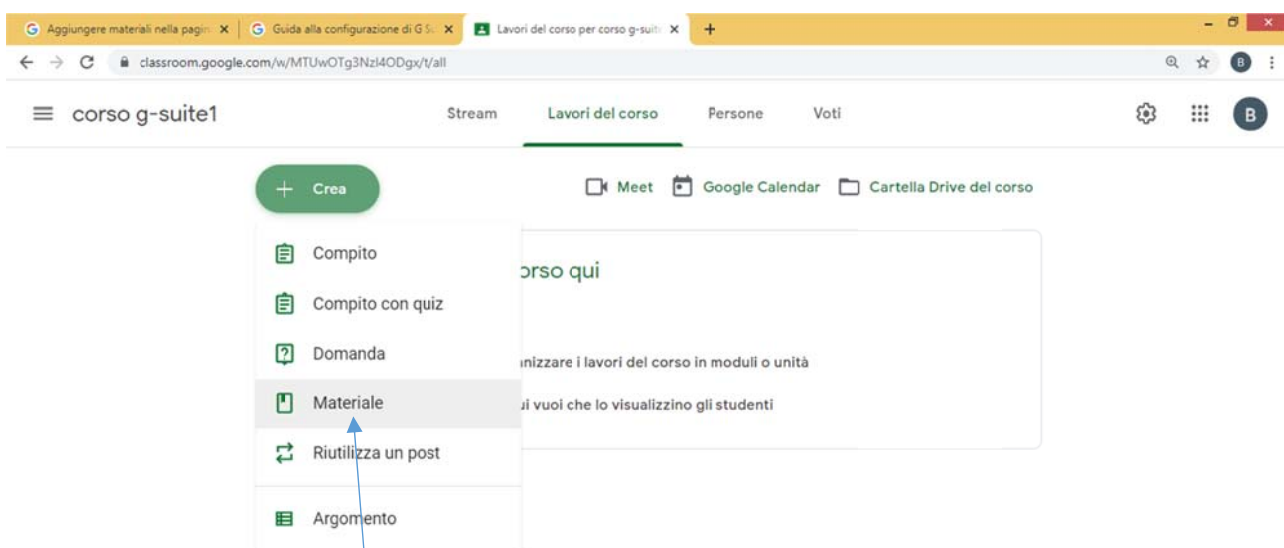 Aggiungere materiali nella pagin
Guida alla configurazione di G Su
Lavori del corso per corso g-suite
classroom.google.com/w/MTUwOTg3NzI4ODgx/t/all
B
corso g-suite1
Stream
Lavori del corso
Persone
Voti
B
Crea
Meet
Google Calendar
Cartella Drive del corso
Compito
orso qui
Compito con quiz
Domanda
inizzare i lavori del corso in moduli o unità
Materiale
ui vuoi che lo visualizzino gli studenti
Riutilizza un post
Argomento